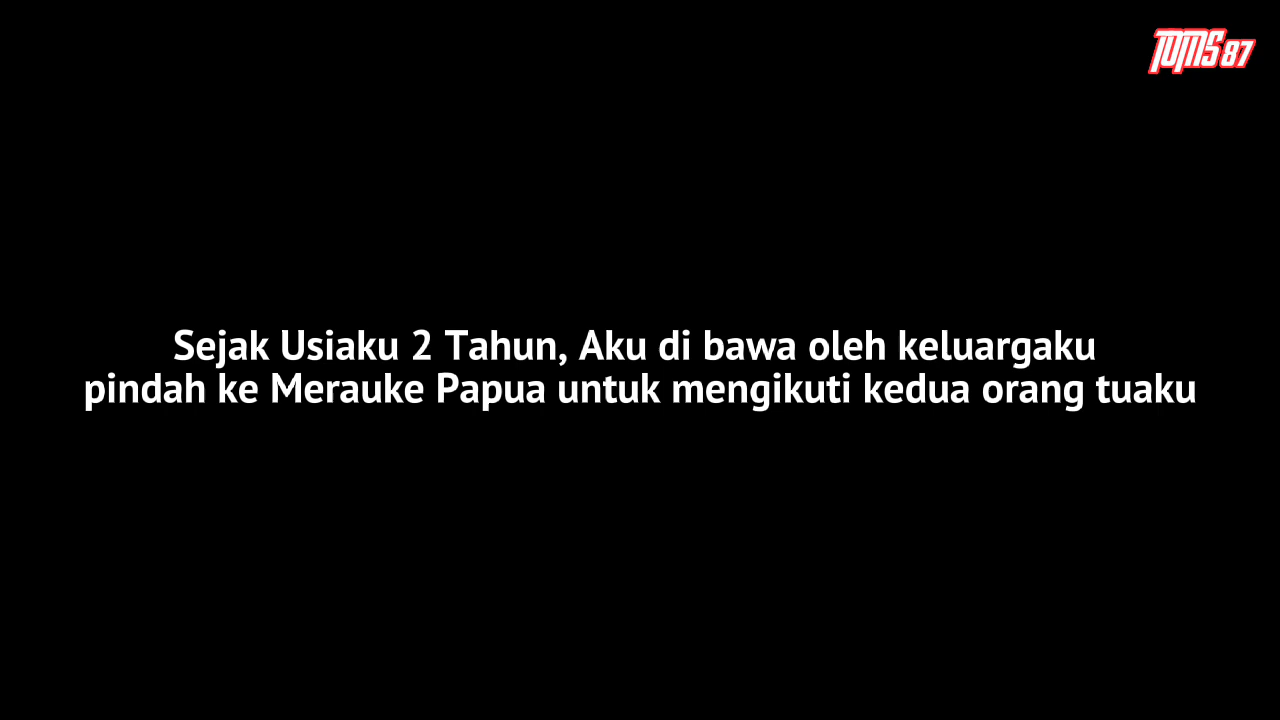 TOMS 87
Sejak Usiaku 2 Tahun, Aku di bawa oleh keluargaku
pindah ke Merauke Papua untuk mengikuti kedua orang tuaku